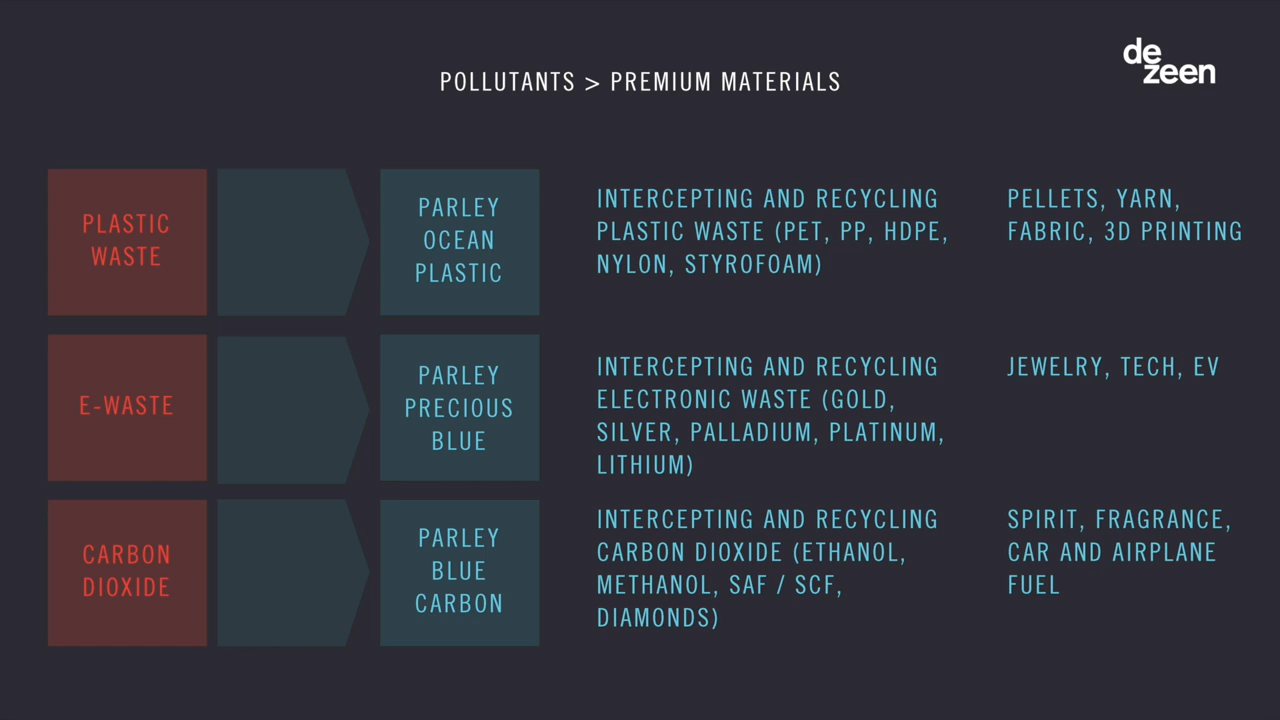 de
zeen
POLLUTANTS > PREMIUM MATERIALS
PLASTIC
WASTE
PARLEY
OCEAN
PLASTIC
INTERCEPTING AND RECYCLING
PLASTIC WASTE (PET, PP, HDPE,
NYLON, STYROFOAM)
PELLETS, YARN,
FABRIC, 3D PRINTING
E-WASTE
PARLEY
PRECIOUS
BLUE
INTERCEPTING AND RECYCLING
ELECTRONIC WASTE (GOLD,
SILVER, PALLADIUM, PLATINUM,
LITHIUM)
JEWELRY, TECH, EV
CARBON
DIOXIDE
PARLEY
BLUE
CARBON
INTERCEPTING AND RECYCLING
CARBON DIOXIDE (ETHANOL,
METHANOL, SAF / SCF,
DIAMONDS)
SPIRIT, FRAGRANCE,
CAR AND AIRPLANE
FUEL